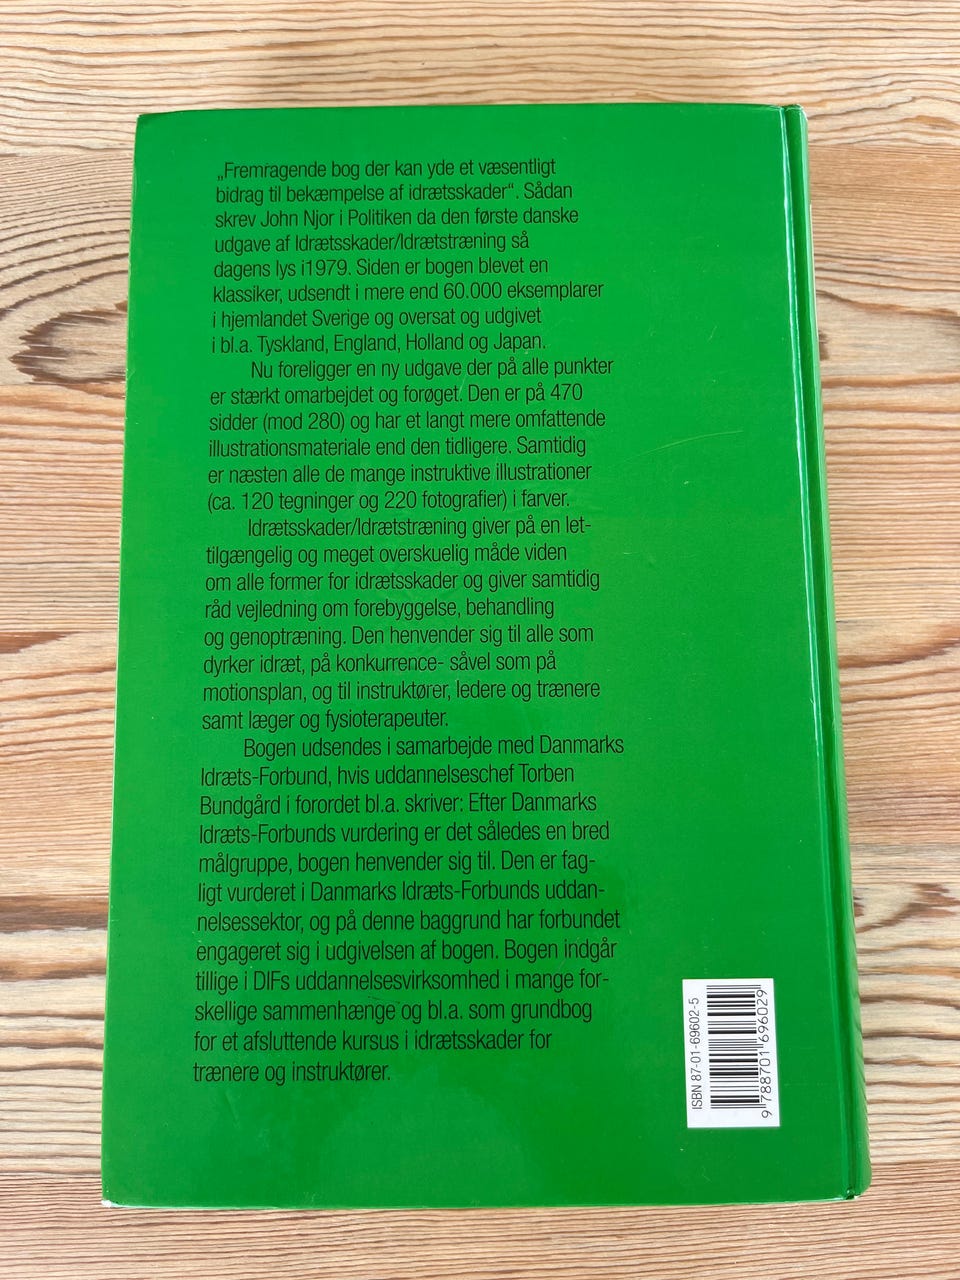 „Fremragende bog der kan yde et væsentligt
bidrag til bekæmpelse af idrætsskader“. Sådan
skrev John Njor i Politiken da den første danske
udgave af Idrætsskader/Idrætstræning så
dagens lys i1979. Siden er bogen blevet en
klassiker, udsendt i mere end 60.000 eksemplarer
i hjemlandet Sverige og oversat og udgivet
i bl.a. Tyskland, England, Holland og Japan.
Nu foreligger en ny udgave der på alle punkter
er stærkt omarbejdet og forøget. Den er på 470
sidder (mod 280) og har et langt mere omfattende
illustrationsmateriale end den tidligere. Samtidig
er næsten alle de mange instruktive illustrationer
(ca. 120 tegninger og 220 fotografier) i farver.
Idrætsskader/Idrætstræning giver på en let-
tilgængelig og meget overskuelig måde viden
om alle former for idrætsskader og giver samtidig
råd vejledning om forebyggelse, behandling
og genoptræning. Den henvender sig til alle som
dyrker idræt, på konkurrence- såvel som på
motionsplan, og til instruktører, ledere og trænere
samt læger og fysioterapeuter.
Bogen udsendes i samarbejde med Danmarks
Idræts-Forbund, hvis uddannelseschef Torben
Bundgård i forordet bl.a. skriver: Efter Danmarks
Idræts-Forbunds vurdering er det således en bred
målgruppe, bogen henvender sig til. Den er fag-
ligt vurderet i Danmarks Idræts-Forbunds uddan-
nelsessektor, og på denne baggrund har forbundet
engageret sig i udgivelsen af bogen. Bogen indgår
tillige i DIFs uddannelsesvirksomhed i mange for-
skellige sammenhænge og bl.a. som grundbog
for et afsluttende kursus i idrætsskader for
trænere og instruktører.
ISBN 87-01-69602-5
9 788701 696029